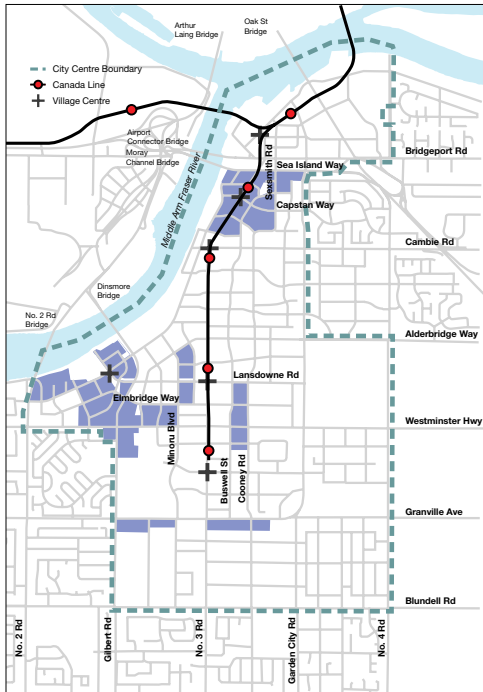 Arthur
Laing Bridge
Oak St
Bridge
City Centre Boundary
Canada Line
Village Centre
Airport
Connector Bridge
Moray
Channel Bridge
Bridgeport Rd
Sexsmith Rd
Sea Island Way
Capstan Way
Middle Arm Fraser River
Cambie Rd
Dinsmore
Bridge
No. 2 Rd
Bridge
Alderbridge Way
Lansdowne Rd
Elmbridge Way
Minoru Blvd
Westminster Hwy
Buswell St
Cooney Rd
Granville Ave
Blundell Rd
No. 2 Rd
Gilbert Rd
No. 3 Rd
Garden City Rd
No. 4 Rd